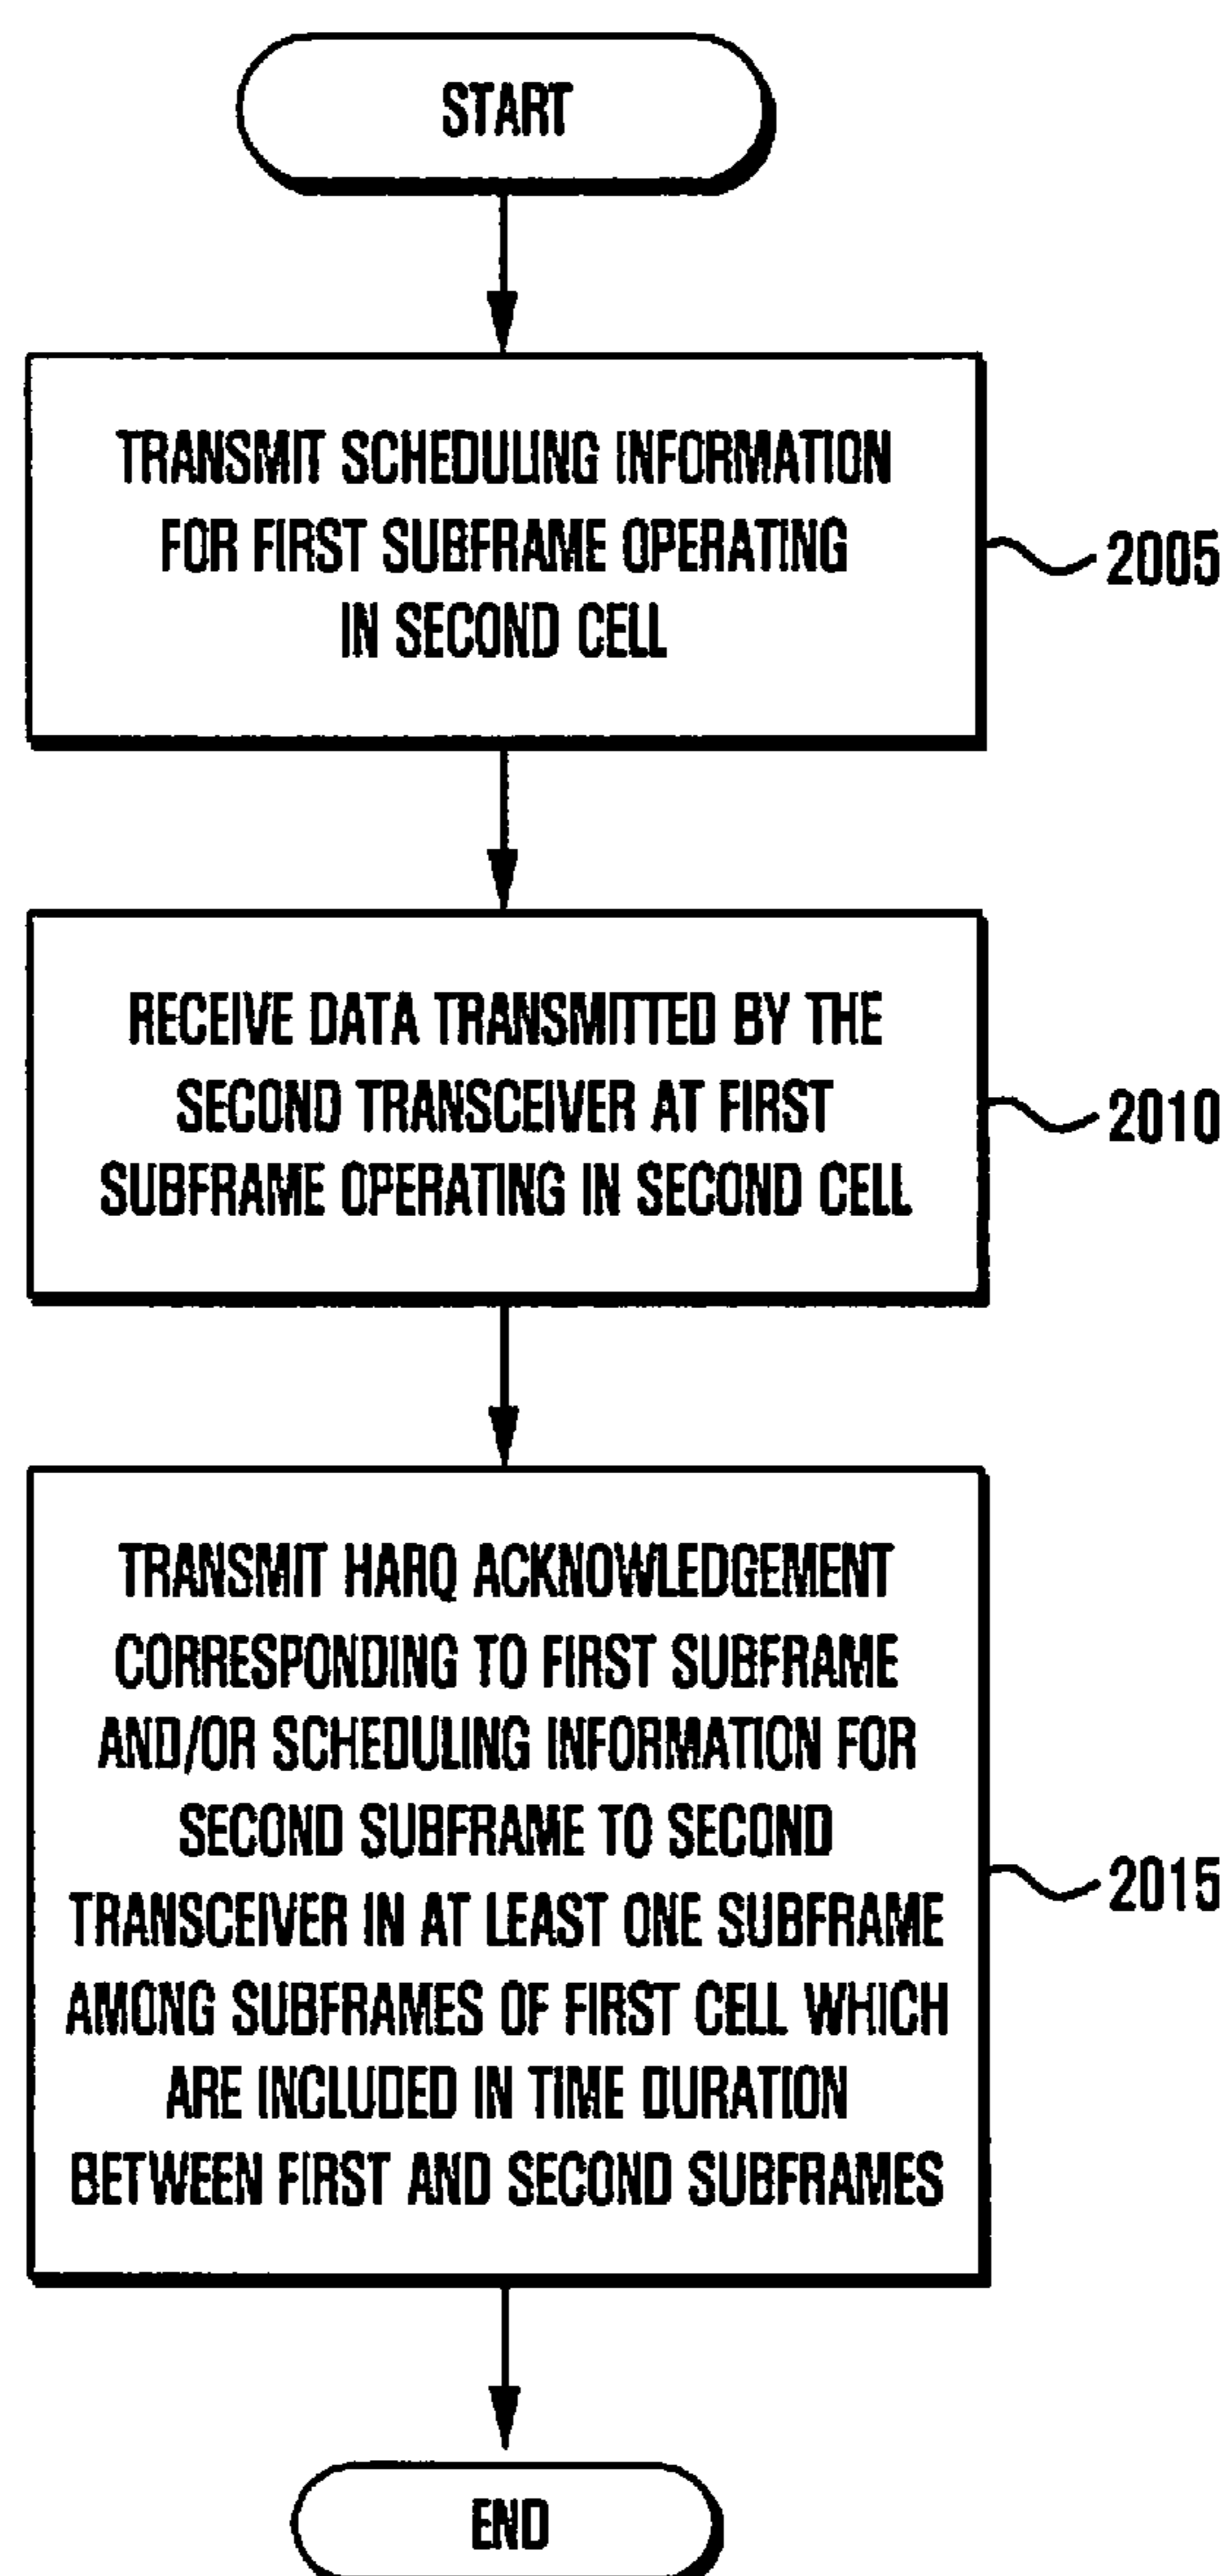 START
TRANSMIT SCHEDULING INFORMATION
FOR FIRST SUBFRAME OPERATING
IN SECOND CELL
2005
RECEIVE DATA TRANSMITTED BY THE
SECOND TRANSCEIVER AT FIRST
SUBFRAME OPERATING IN SECOND CELL
2010
TRANSMIT HARQ ACKNOWLEDGEMENT
CORRESPONDING TO FIRST SUBFRAME
AND/OR SCHEDULING INFORMATION FOR
SECOND SUBFRAME TO SECOND
TRANSCEIVER IN AT LEAST ONE SUBFRAME
AMONG SUBFRAMES OF FIRST CELL WHICH
ARE INCLUDED IN TIME DURATION
BETWEEN FIRST AND SECOND SUBFRAMES
2015
END